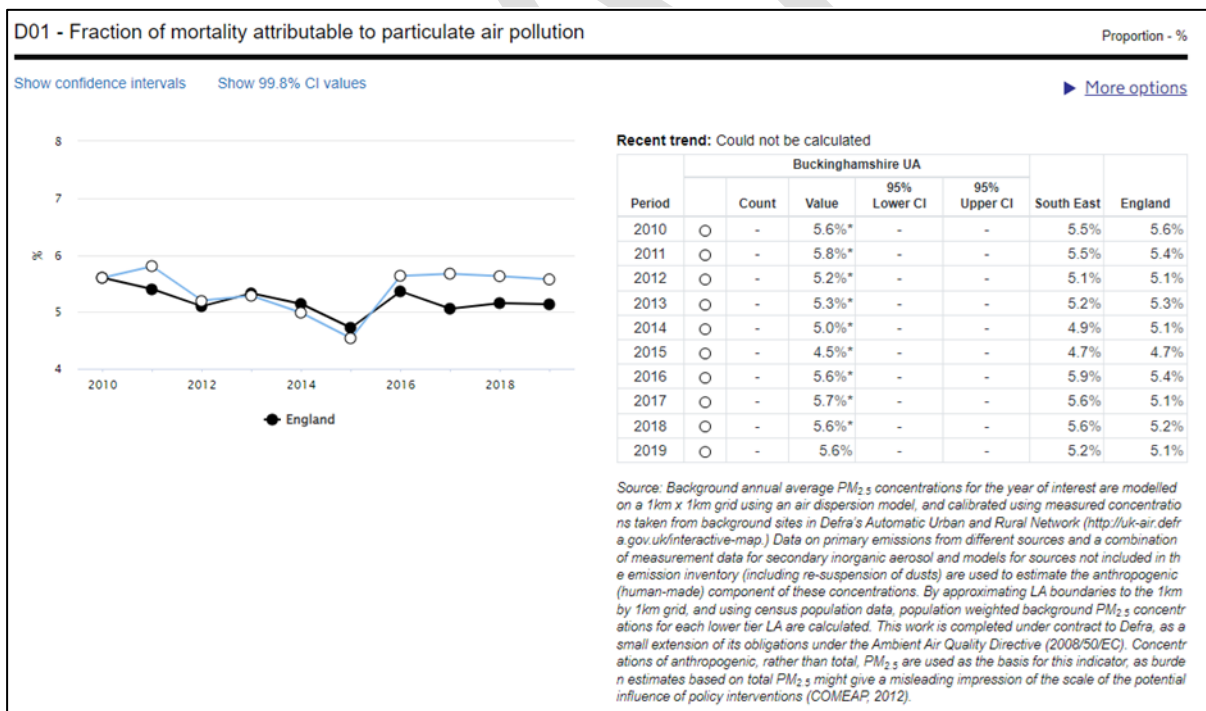 D01 - Fraction of mortality attributable to particulate air pollution
Proportion - %
Show confidence intervals Show 99.8% CI values
▶ More options
8
7
6
5
4
%
2010 2012 2014 2016 2018
England
Recent trend: Could not be calculated
Buckinghamshire UA
Period Count Value 95% Lower CI 95% Upper CI South East England
2010 - 5.6%* - - 5.5% 5.6%
2011 - 5.8%* - - 5.5% 5.4%
2012 - 5.2%* - - 5.1% 5.1%
2013 - 5.3%* - - 5.2% 5.3%
2014 - 5.0%* - - 4.9% 5.1%
2015 - 4.5%* - - 4.7% 4.7%
2016 - 5.6%* - - 5.9% 5.4%
2017 - 5.7%* - - 5.6% 5.1%
2018 - 5.6%* - - 5.6% 5.2%
2019 - 5.6% - - 5.2% 5.1%
Source: Background annual average PM2.5 concentrations for the year of interest are modelled
on a 1km x 1km grid using an air dispersion model, and calibrated using measured concentratio
ns taken from background sites in Defra's Automatic Urban and Rural Network (http://uk-air.defr
a.gov.uk/interactive-map.) Data on primary emissions from different sources and a combination
of measurement data for secondary inorganic aerosol and models for sources not included in th
e emission inventory (including re-suspension of dusts) are used to estimate the anthropogenic
(human-made) component of these concentrations. By approximating LA boundaries to the 1km
by 1km grid, and using census population data, population weighted background PM2.5 concentr
ations for each lower tier LA are calculated. This work is completed under contract to Defra, as a
small extension of its obligations under the Ambient Air Quality Directive (2008/50/EC). Concentr
ations of anthropogenic, rather than total, PM2.5 are used as the basis for this indicator, as burde
n estimates based on total PM2.5 might give a misleading impression of the scale of the potential
influence of policy interventions (COMEAP, 2012).